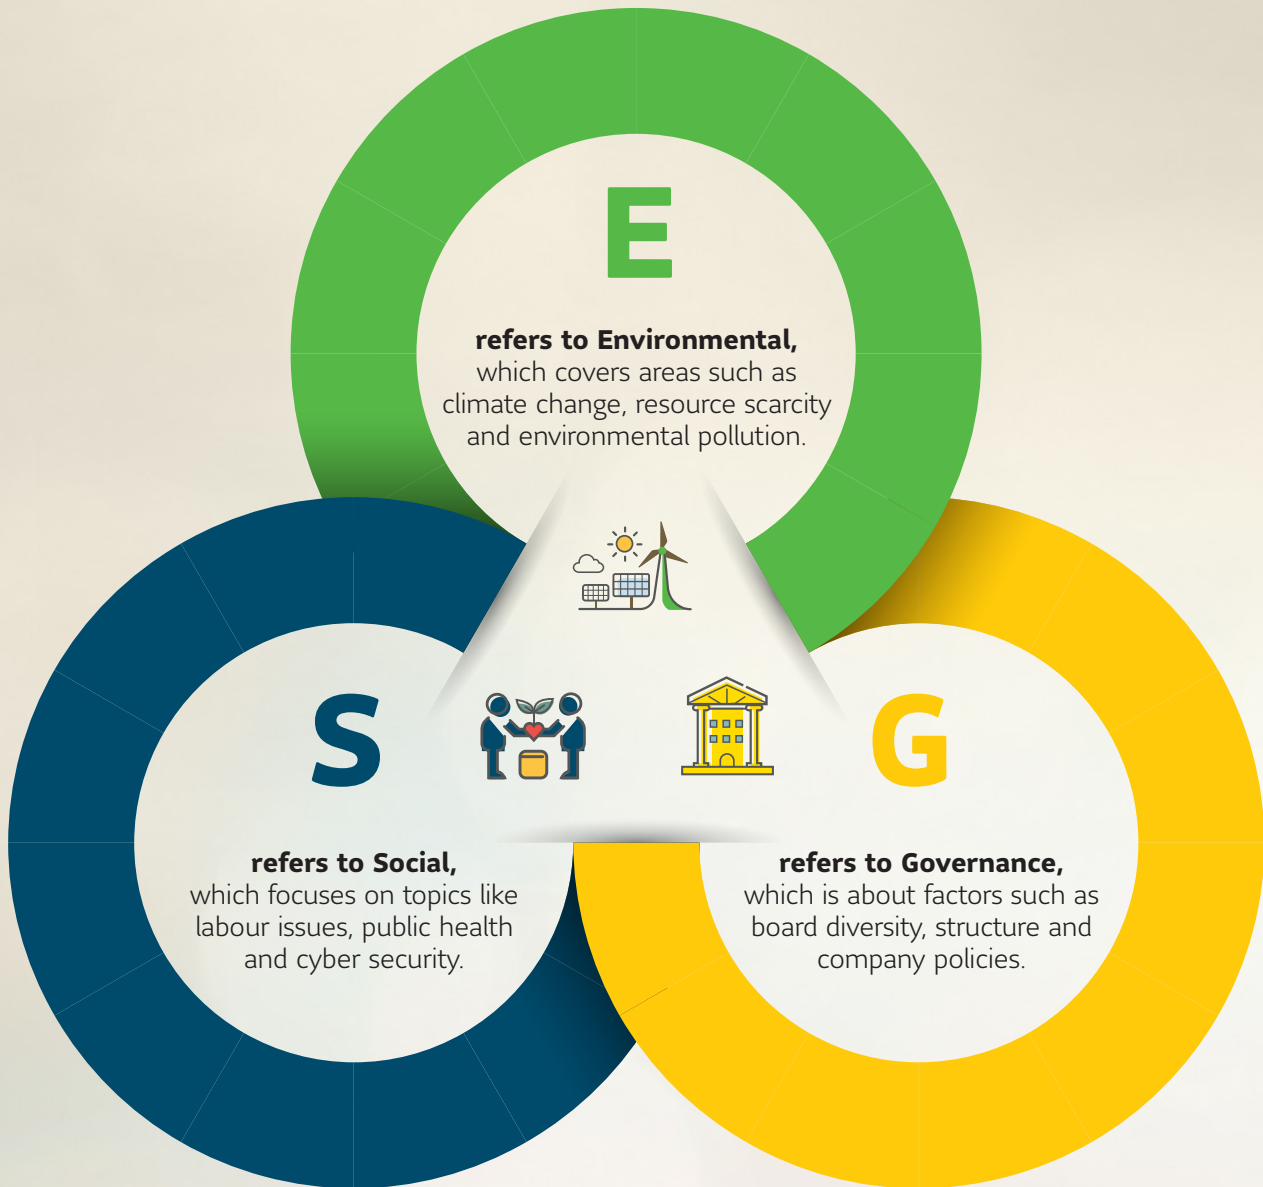 E
refers to Environmental,
which covers areas such as
climate change, resource scarcity
and environmental pollution.
S
refers to Social,
which focuses on topics like
labour issues, public health
and cyber security.
G
refers to Governance,
which is about factors such as
board diversity, structure and
company policies.